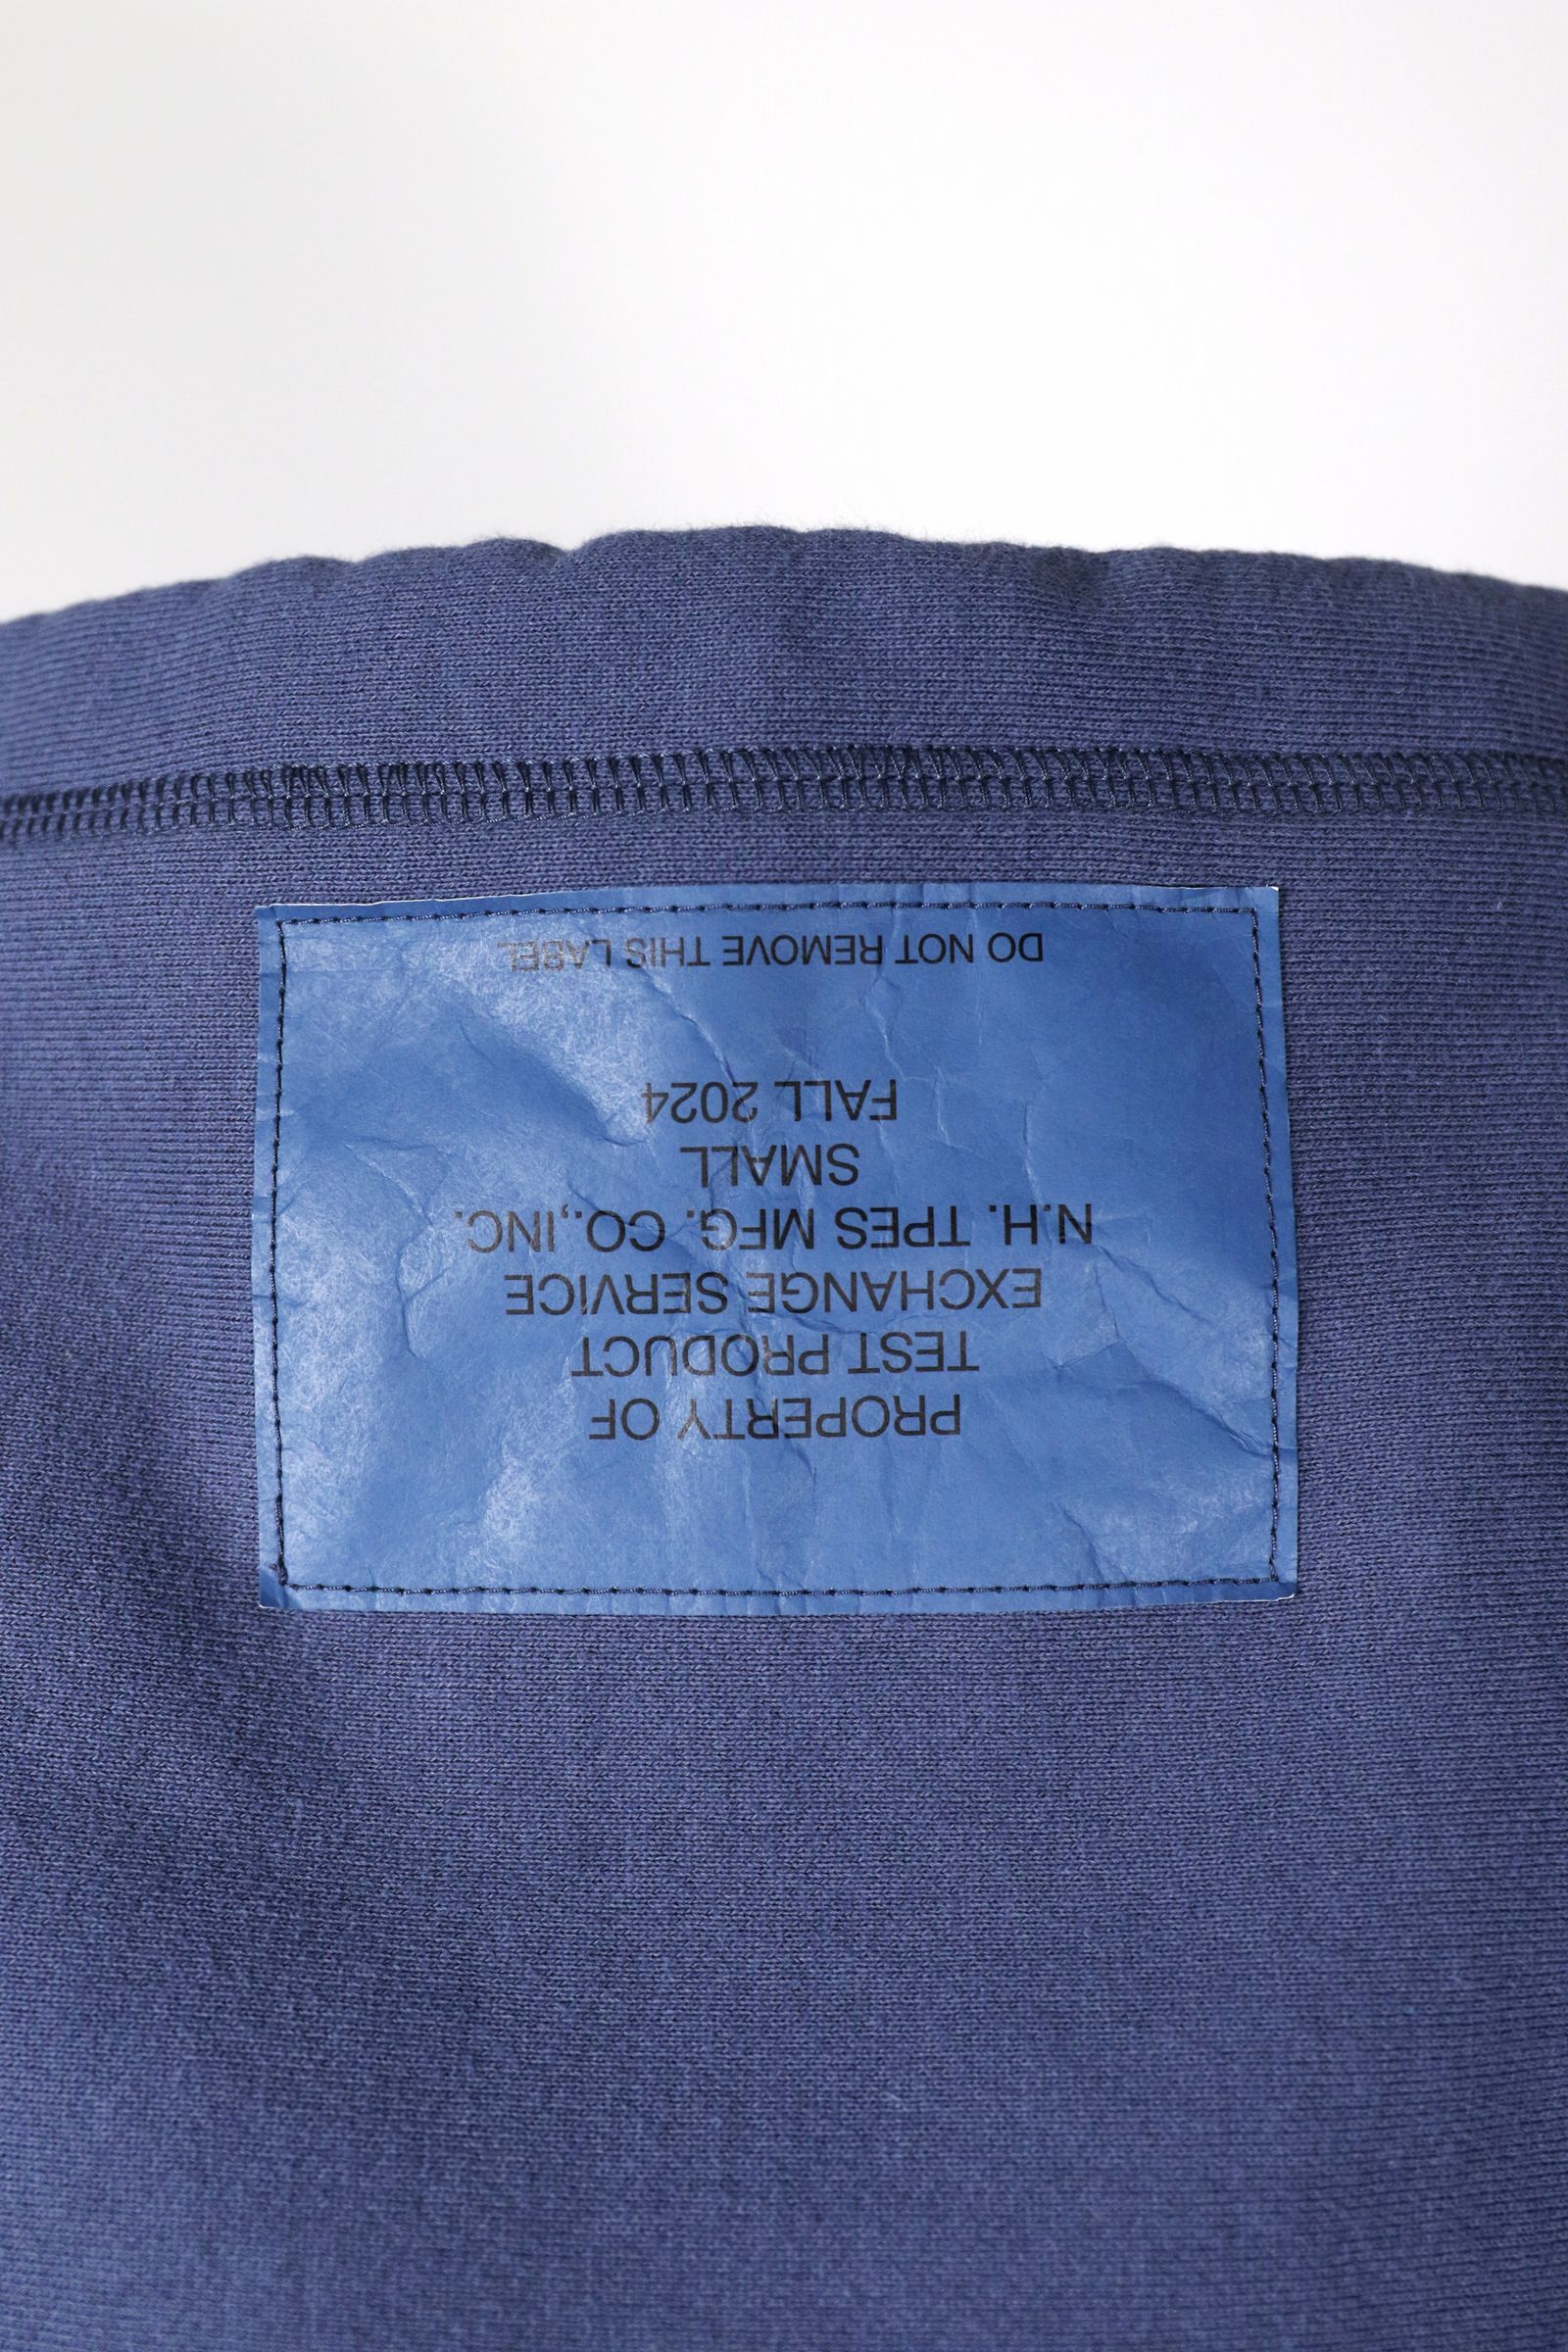 PROPERTY OF
TEST PRODUCT
EXCHANGE SERVICE
N.H. TPES MFG. CO.,INC.
SMALL
FALL 2024
DO NOT REMOVE THIS LABEL